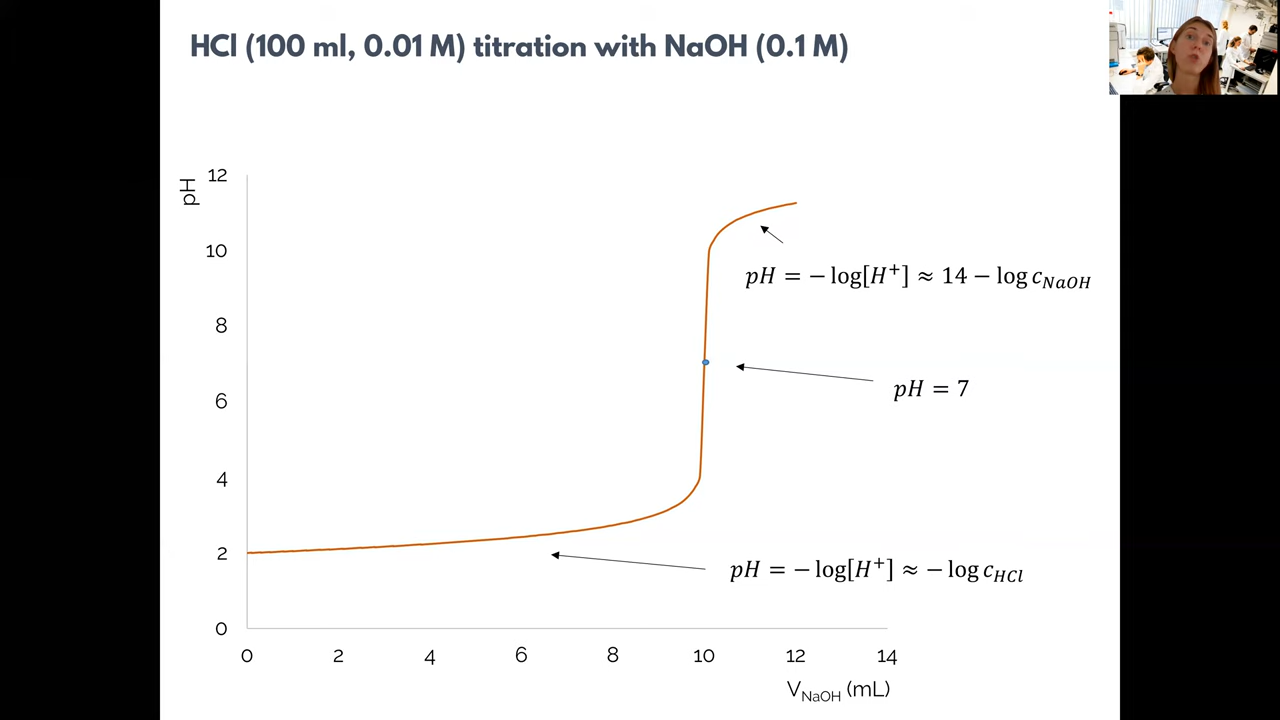 HCl (100 ml, 0.01 M) titration with NaOH (0.1 M)
pH
12
10
8
6
4
2
0
0 2 4 6 8 10 12 14
V_NaOH (mL)
pH = − log[H⁺] ≈ 14 − log c_NaOH
pH = 7
pH = − log[H⁺] ≈ − log c_HCl